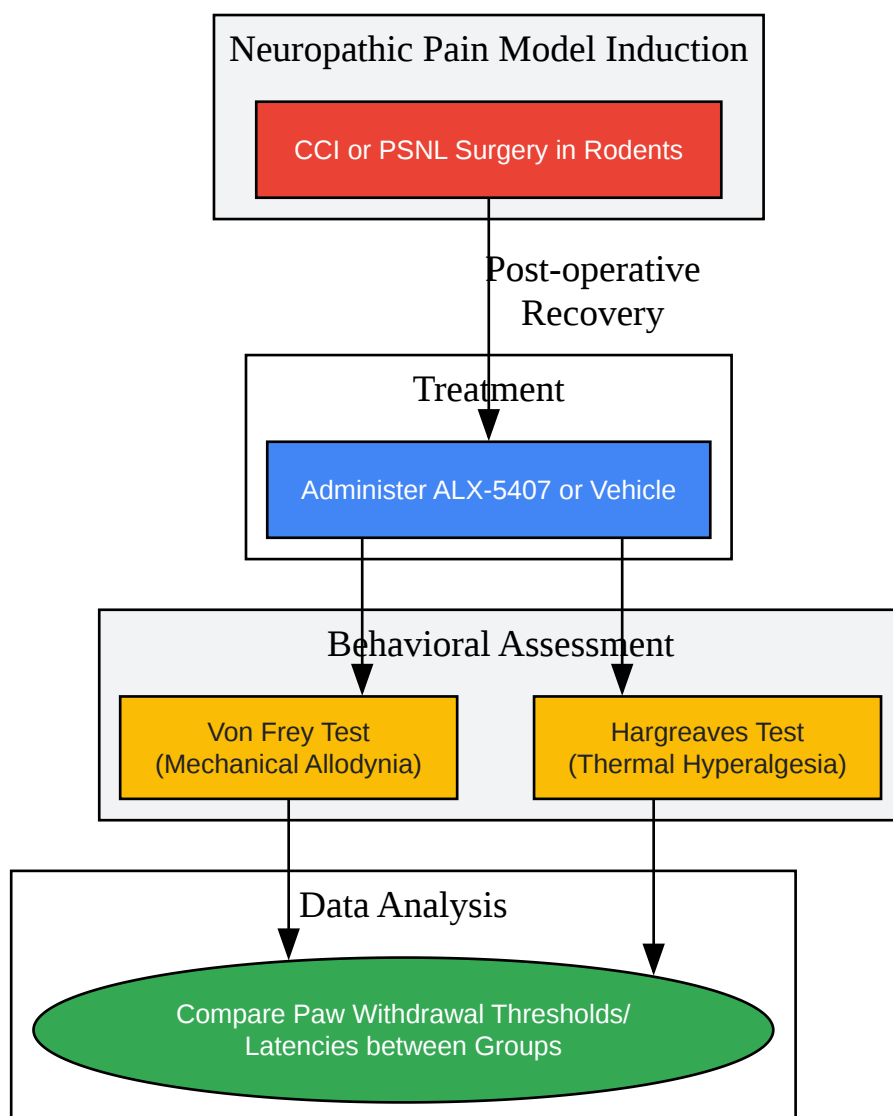 Neuropathic Pain Model Induction
CCI or PSNL Surgery in Rodents
Post-operative
Recovery
Treatment
Administer ALX-5407 or Vehicle
Behavioral Assessment
Von Frey Test
(Mechanical Allodynia)
Hargreaves Test
(Thermal Hyperalgesia)
Data Analysis
Compare Paw Withdrawal Thresholds/
Latencies between Groups